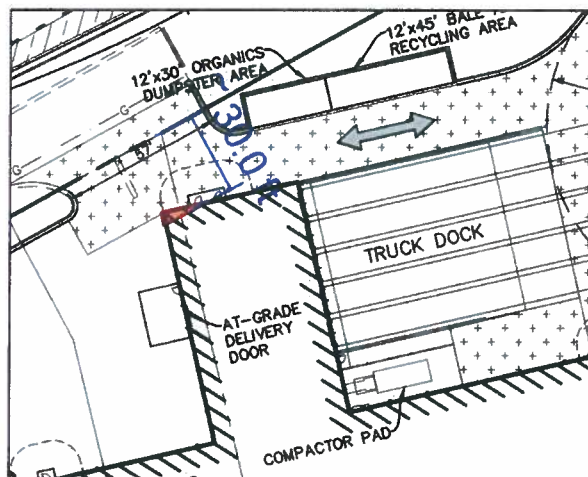 12'x45' BALE
RECYCLING AREA
12'x30' ORGANICS
DUMPSTER AREA
30.0 ft
G
G
TRUCK DOCK
AT-GRADE
DELIVERY
DOOR
COMPACTOR PAD